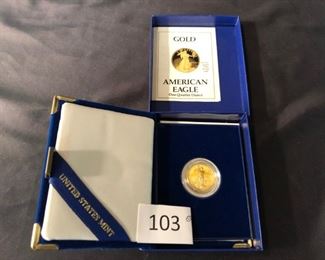 GOLD
AMERICAN
EAGLE
One-Quarter Ounce
UNITED STATES MINT
103